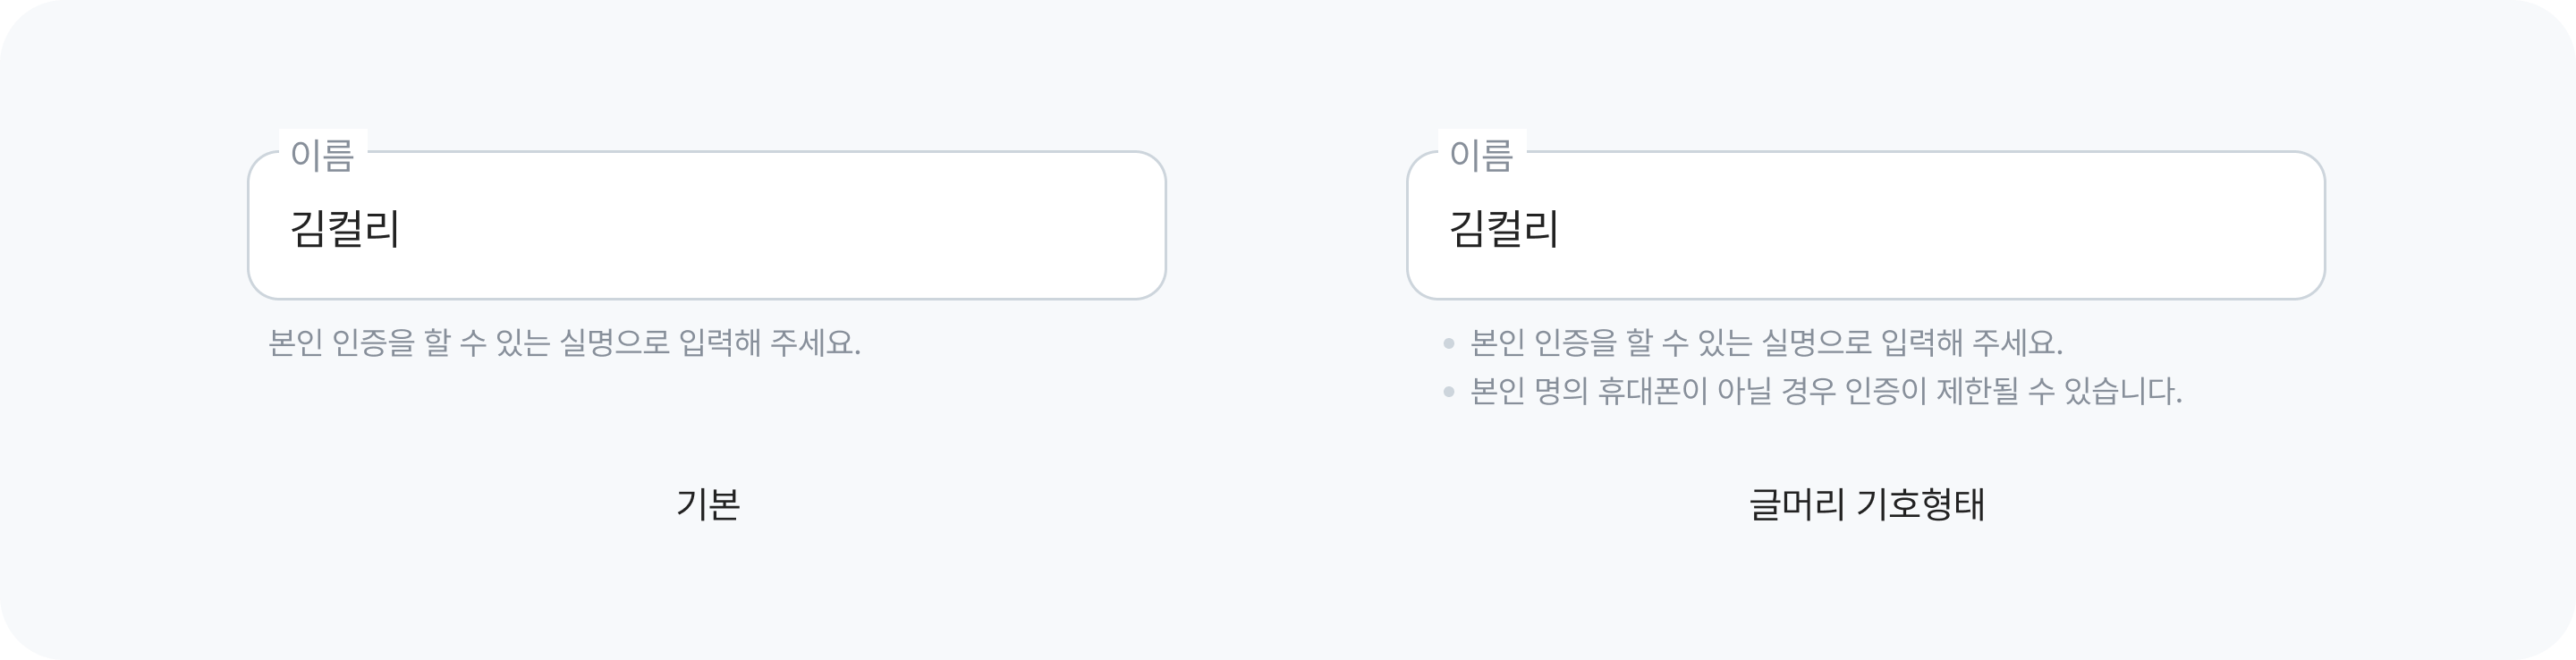 이름
김컬리
본인 인증을 할 수 있는 실명으로 입력해 주세요.
기본
이름
김컬리
본인 인증을 할 수 있는 실명으로 입력해 주세요.
본인 명의 휴대폰이 아닐 경우 인증이 제한될 수 있습니다.
글머리 기호형태